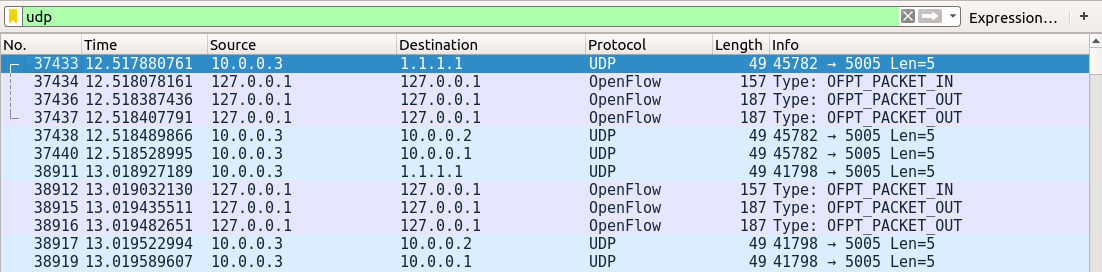 udp Expression… +
No. Time Source Destination Protocol Length Info
37433 12.517880761 10.0.0.3 1.1.1.1 UDP 49 45782 → 5005 Len=5
37434 12.518078161 127.0.0.1 127.0.0.1 OpenFlow 157 Type: OFPT_PACKET_IN
37436 12.518387436 127.0.0.1 127.0.0.1 OpenFlow 187 Type: OFPT_PACKET_OUT
37437 12.518407791 127.0.0.1 127.0.0.1 OpenFlow 187 Type: OFPT_PACKET_OUT
37438 12.518489866 10.0.0.3 10.0.0.2 UDP 49 45782 → 5005 Len=5
37440 12.518528995 10.0.0.3 10.0.0.1 UDP 49 45782 → 5005 Len=5
38911 13.018927189 10.0.0.3 1.1.1.1 UDP 49 41798 → 5005 Len=5
38912 13.019032130 127.0.0.1 127.0.0.1 OpenFlow 157 Type: OFPT_PACKET_IN
38915 13.019435511 127.0.0.1 127.0.0.1 OpenFlow 187 Type: OFPT_PACKET_OUT
38916 13.019482651 127.0.0.1 127.0.0.1 OpenFlow 187 Type: OFPT_PACKET_OUT
38917 13.019522994 10.0.0.3 10.0.0.2 UDP 49 41798 → 5005 Len=5
38919 13.019589607 10.0.0.3 10.0.0.1 UDP 49 41798 → 5005 Len=5